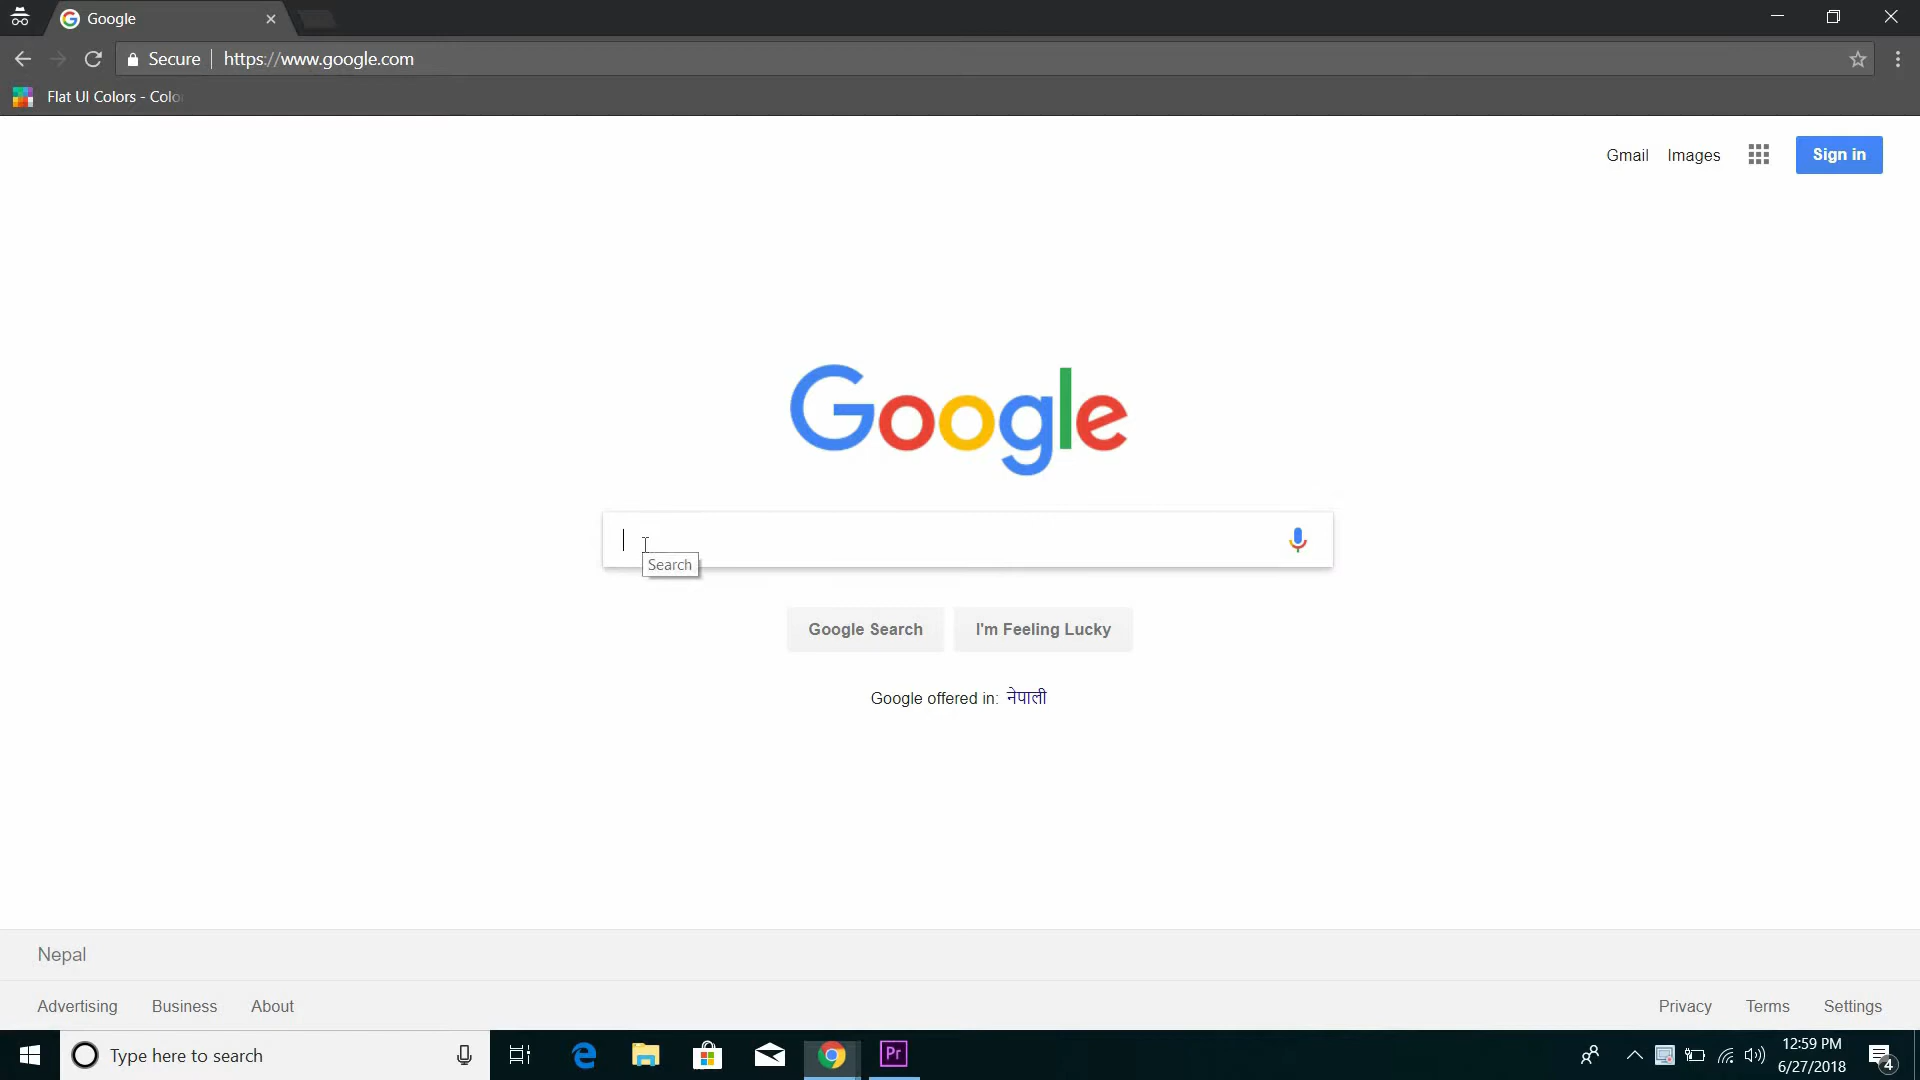 Google
Secure | https://www.google.com
Flat UI Colors - Colo
Gmail Images Sign in
Google
Search
Google Search I'm Feeling Lucky
Google offered in: नेपाली
Nepal
Advertising Business About Privacy Terms Settings
Type here to search
Pr
12:59 PM
6/27/2018
4